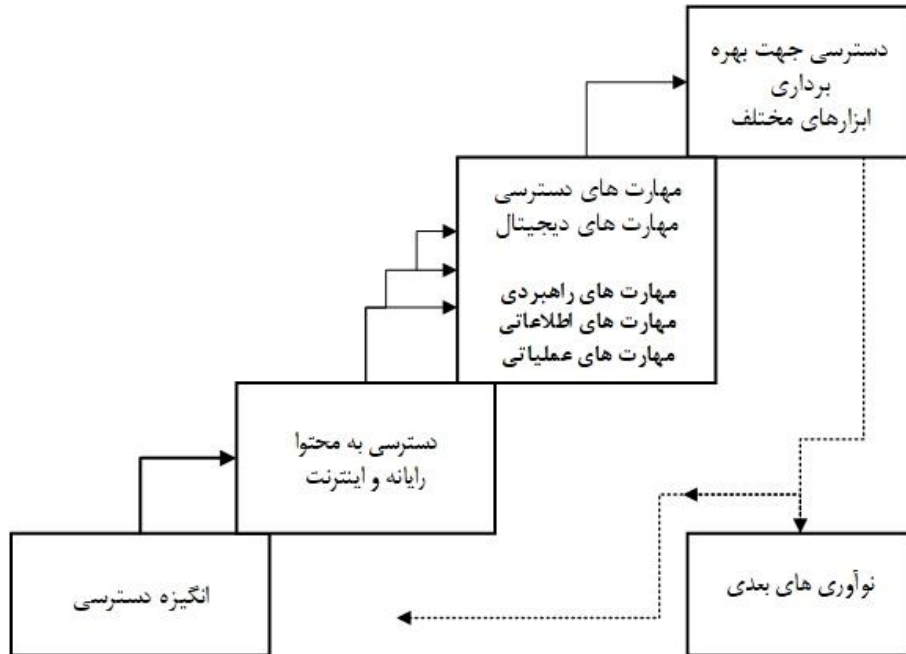 دسترسی جهت بهره
برداری
ابزارهای مختلف
مهارت های دسترسی
مهارت های دیجیتال
مهارت های راهبردی
مهارت های اطلاعاتی
مهارت های عملیاتی
دسترسی به محتوا
رایانه و اینترنت
انگیزه دسترسی
نوآوری های بعدی